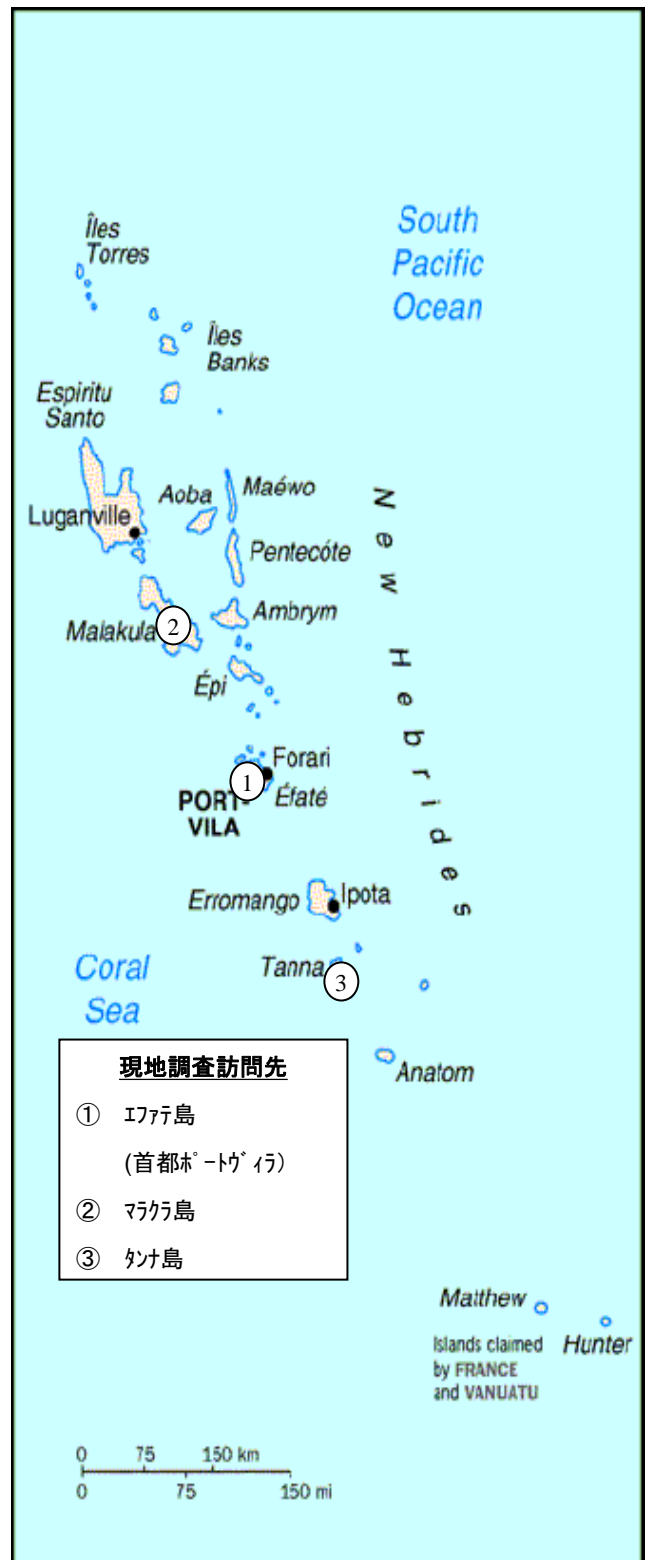 South
Pacific
Ocean
Îles
Torres
Îles
Banks
Espiritu
Santo
Luganville
Aoba
Maéwo
Pentecóte
Malakula
2
Ambrym
Épi
New Hebrides
Forari
1
PORT-
VILA
Éfaté
Erromango
Ipota
Tanna
3
Coral
Sea
Anatom
現地調査訪問先
① ｴﾌｧﾃ島
(首都ﾎﾟｰﾄｳﾞｨﾗ)
② ﾏﾗｸﾗ島
③ ﾀﾝﾅ島
Matthew
Hunter
Islands claimed
by FRANCE
and VANUATU
0 75 150 km
0 75 150 mi